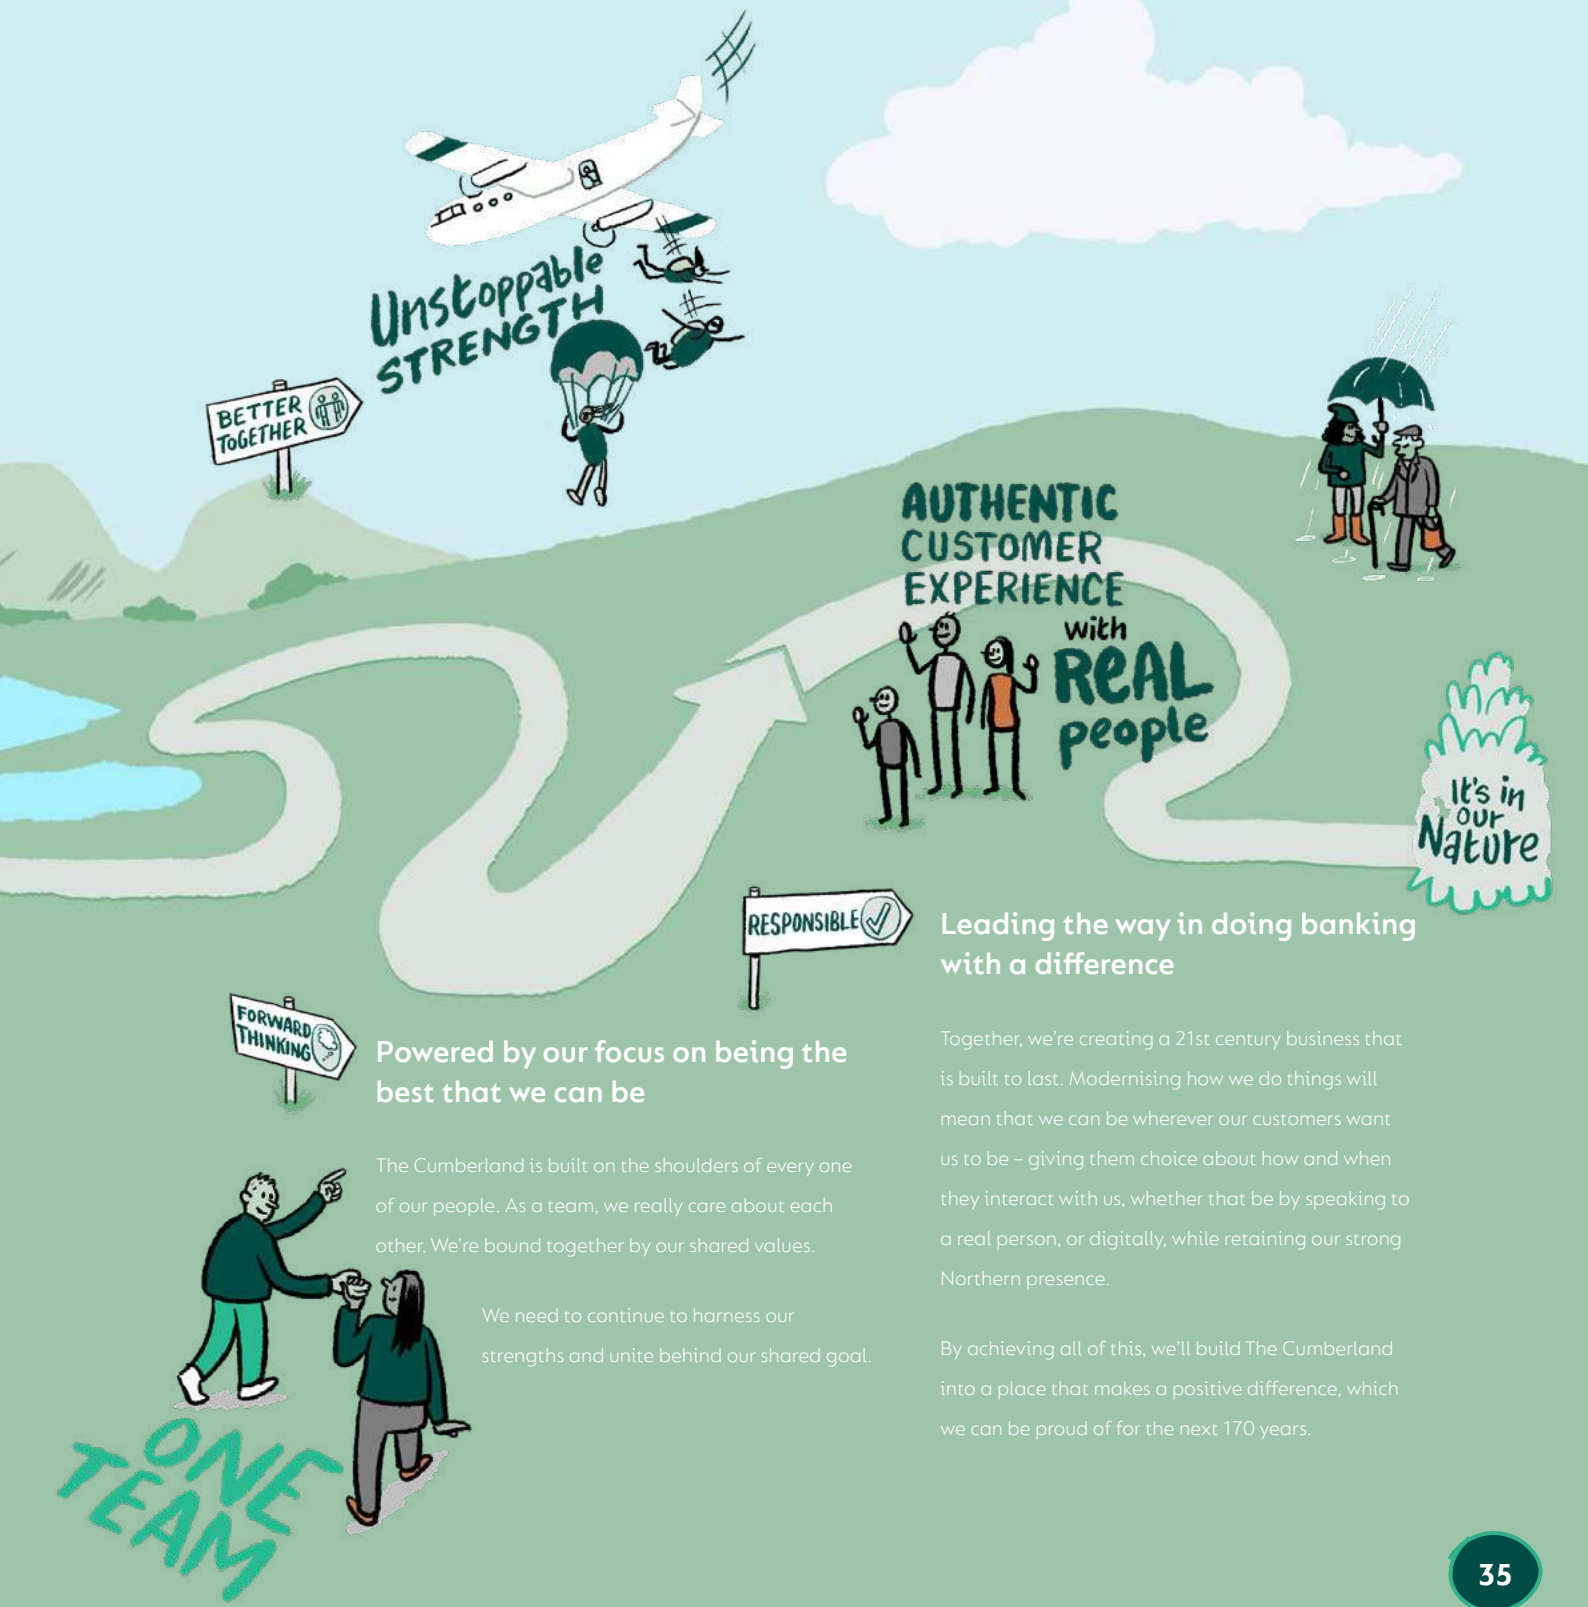 Unstoppable
STRENGTH
BETTER
TOGETHER
AUTHENTIC
CUSTOMER
EXPERIENCE
with
REAL
people
It's in
our
Nature
RESPONSIBLE
FORWARD
THINKING
Powered by our focus on being the
best that we can be
The Cumberland is built on the shoulders of every one
of our people. As a team, we really care about each
other. We're bound together by our shared values.
We need to continue to harness our
strengths and unite behind our shared goal.
ONE
TEAM
Leading the way in doing banking
with a difference
Together, we're creating a 21st century business that
is built to last. Modernising how we do things will
mean that we can be wherever our customers want
us to be – giving them choice about how and when
they interact with us, whether that be by speaking to
a real person, or digitally, while retaining our strong
Northern presence.
By achieving all of this, we'll build The Cumberland
into a place that makes a positive difference, which
we can be proud of for the next 170 years.
35